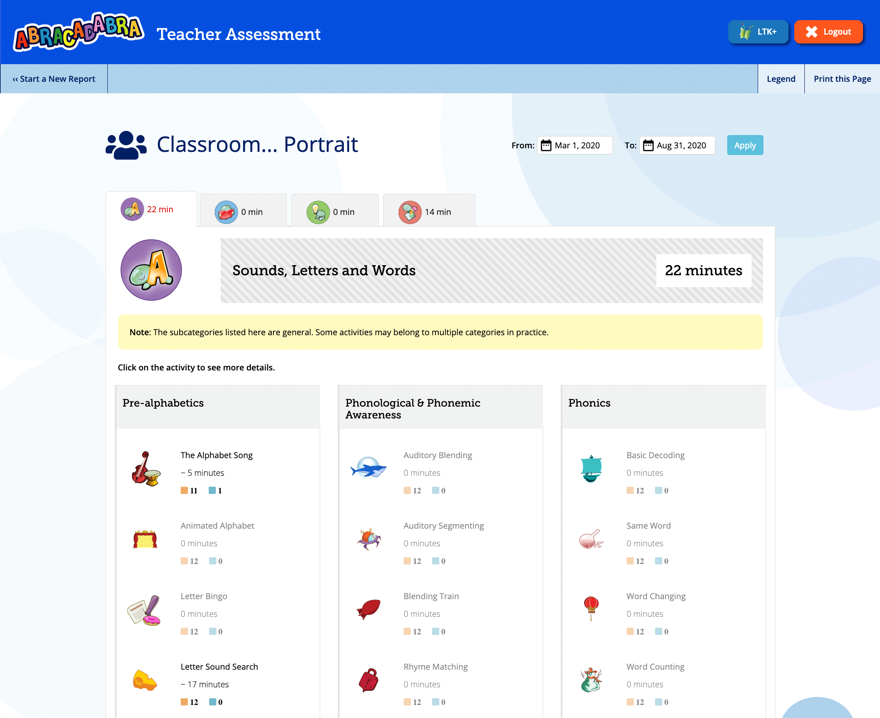 ABRACADABRA
Teacher Assessment
LTK+
Logout
‹‹ Start a New Report
Legend
Print this Page
Classroom... Portrait
From:
Mar 1, 2020
To:
Aug 31, 2020
Apply
22 min
0 min
0 min
14 min
A
Sounds, Letters and Words
22 minutes
Note: The subcategories listed here are general. Some activities may belong to multiple categories in practice.
Click on the activity to see more details.
Pre-alphabetics
The Alphabet Song
~ 5 minutes
11 1
Animated Alphabet
0 minutes
12 0
Letter Bingo
0 minutes
12 0
Letter Sound Search
~ 17 minutes
12 0
Phonological & Phonemic
Awareness
Auditory Blending
0 minutes
12 0
Auditory Segmenting
0 minutes
12 0
Blending Train
0 minutes
12 0
Rhyme Matching
0 minutes
12 0
Phonics
Basic Decoding
0 minutes
12 0
Same Word
0 minutes
12 0
Word Changing
0 minutes
12 0
Word Counting
0 minutes
12 0